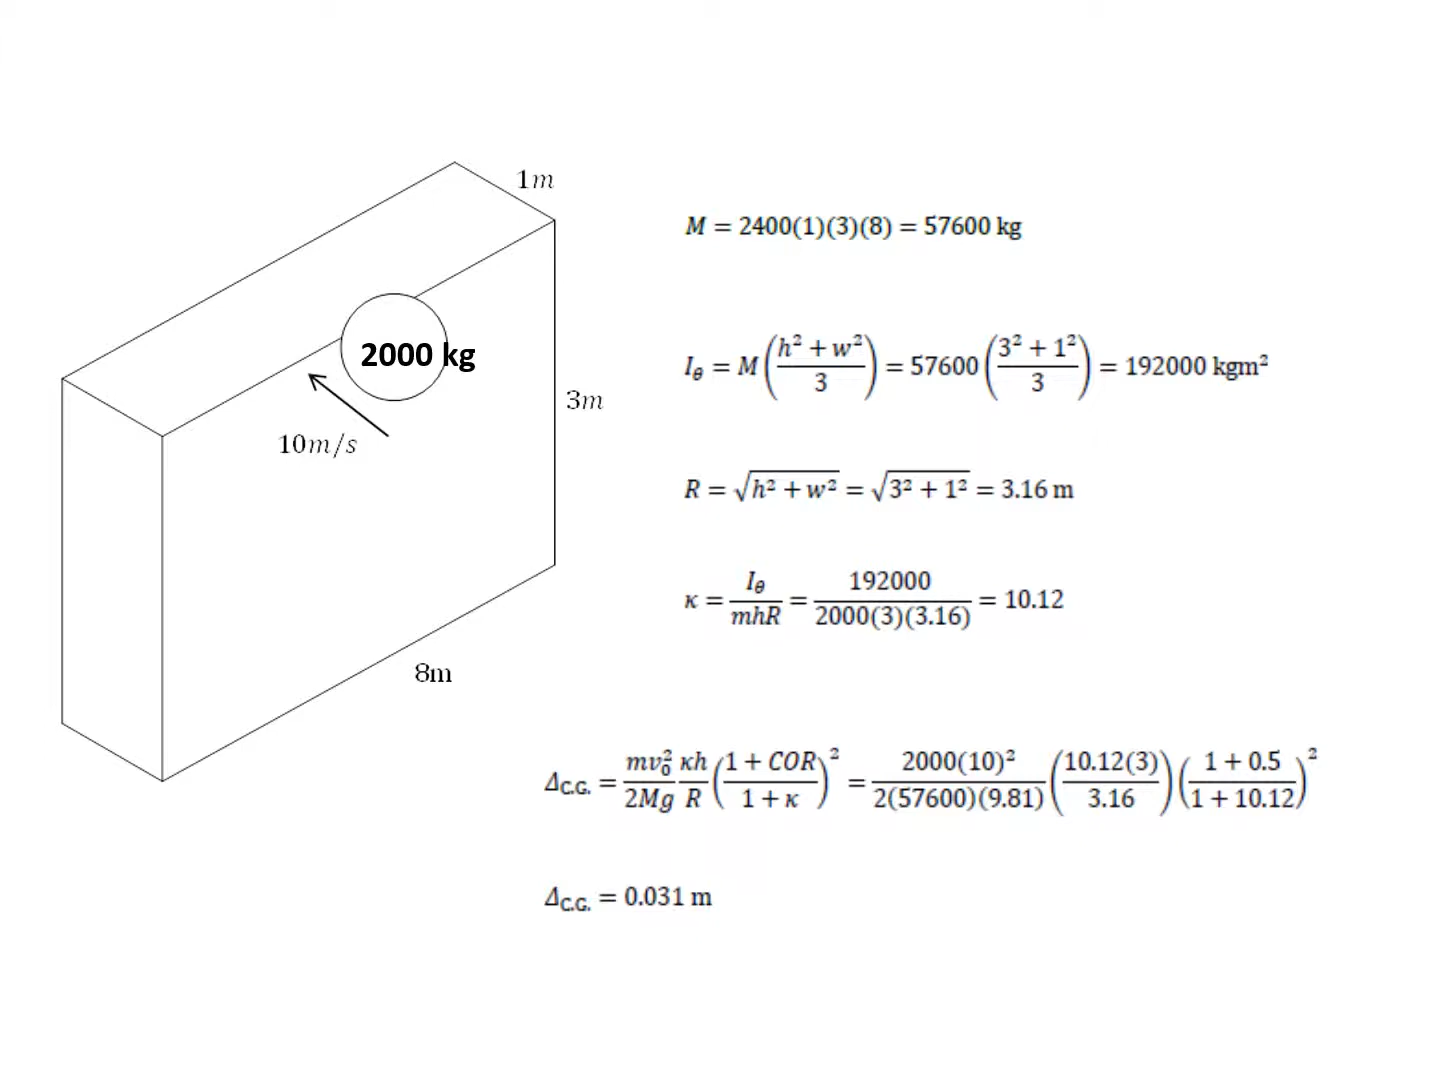 1m
M = 2400(1)(3)(8) = 57600 kg
2000 kg
I_θ = M((h² + w²)/3) = 57600((3² + 1²)/3) = 192000 kgm²
3m
10m/s
R = √(h² + w²) = √(3² + 1²) = 3.16 m
κ = I_θ/(mhR) = 192000/(2000(3)(3.16)) = 10.12
8m
Δ_C.G. = (mv₀²/2Mg)(κh/R)((1 + COR)/(1 + κ))² = (2000(10)²/(2(57600)(9.81)))(10.12(3)/3.16)((1 + 0.5)/(1 + 10.12))²
Δ_C.G. = 0.031 m